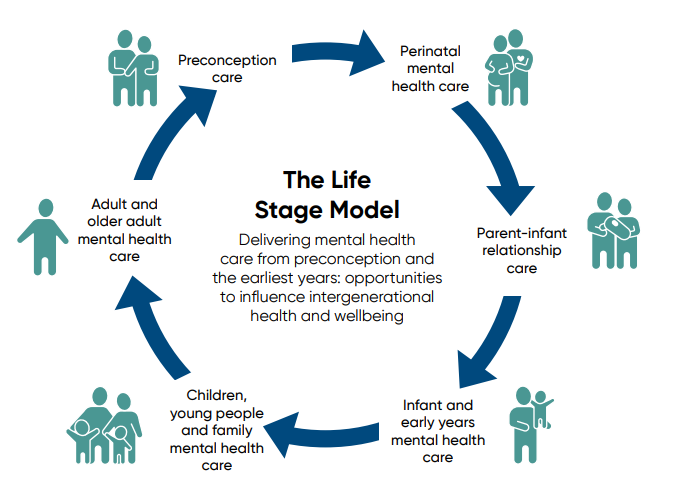 Preconception
care
Perinatal
mental
health care
Parent-infant
relationship
care
Infant and
early years
mental health
care
Children,
young people
and family
mental health
care
Adult and
older adult
mental health
care
The Life
Stage Model
Delivering mental health
care from preconception and
the earliest years: opportunities
to influence intergenerational
health and wellbeing